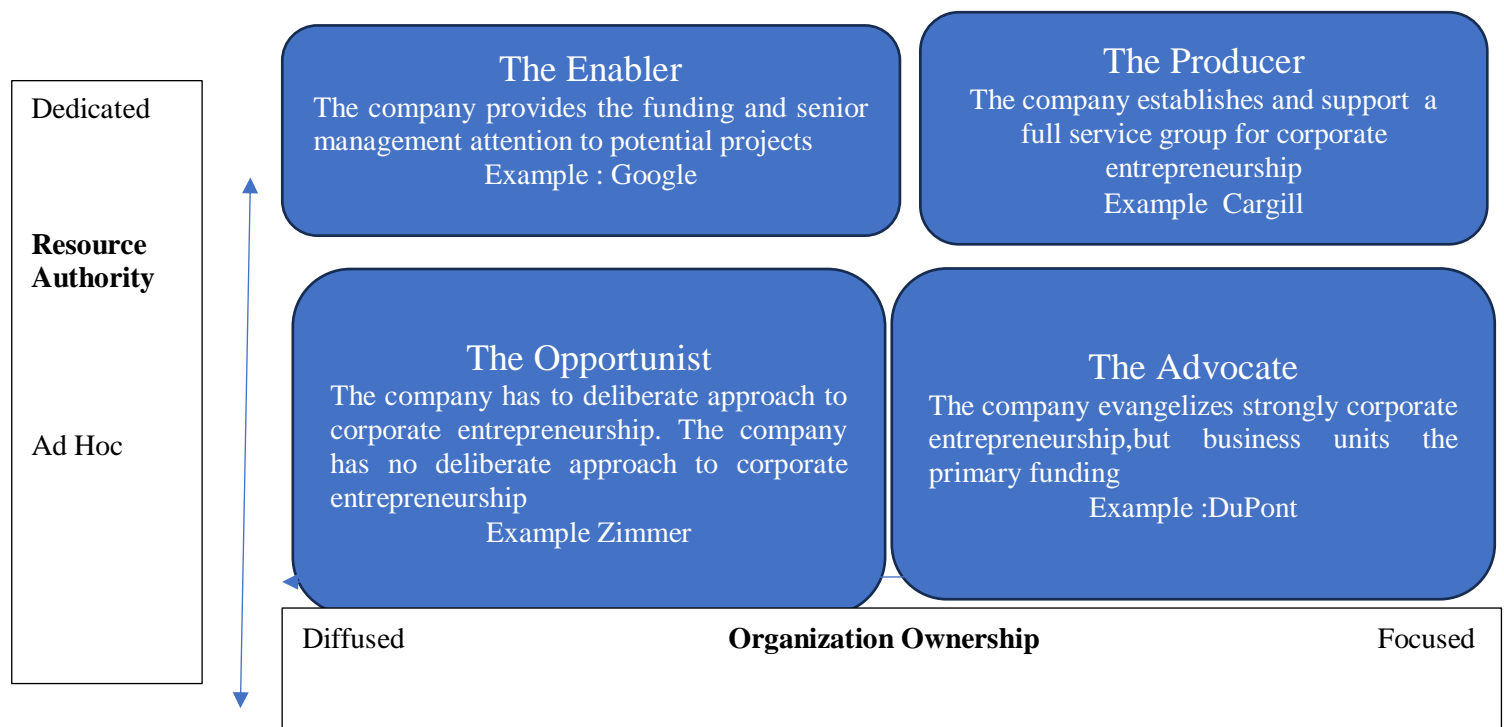 Dedicated
Resource
Authority
Ad Hoc
The Enabler
The company provides the funding and senior
management attention to potential projects
Example : Google
The Producer
The company establishes and support a
full service group for corporate
entrepreneurship
Example Cargill
The Opportunist
The company has to deliberate approach to
corporate entrepreneurship. The company
has no deliberate approach to corporate
entrepreneurship
Example Zimmer
The Advocate
The company evangelizes strongly corporate
entrepreneurship,but business units the
primary funding
Example :DuPont
Diffused Organization Ownership Focused